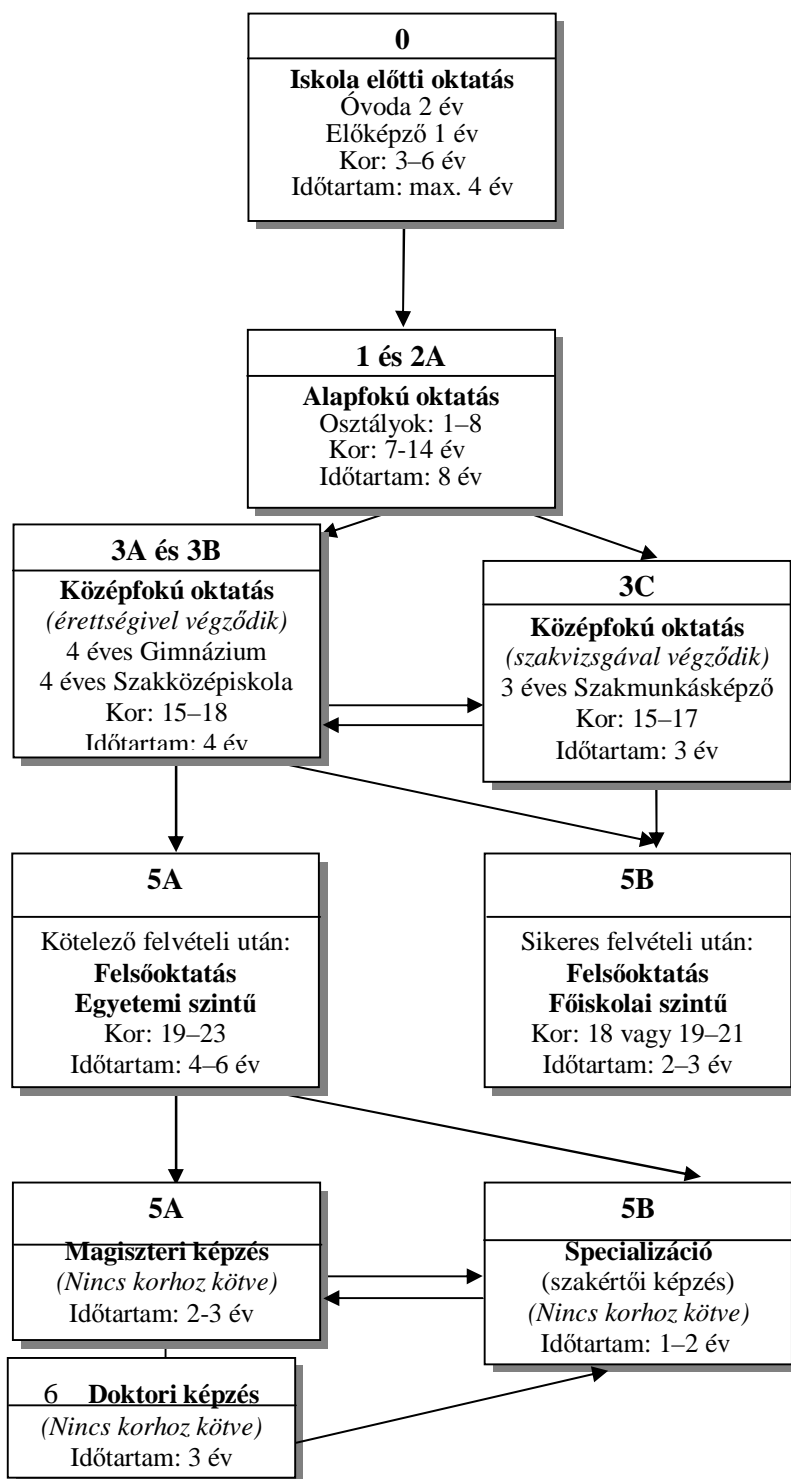 0
Iskola előtti oktatás
Óvoda 2 év
Előképző 1 év
Kor: 3–6 év
Időtartam: max. 4 év
1 és 2A
Alapfokú oktatás
Osztályok: 1–8
Kor: 7-14 év
Időtartam: 8 év
3A és 3B
Középfokú oktatás
(érettségivel végződik)
4 éves Gimnázium
4 éves Szakközépiskola
Kor: 15–18
Időtartam: 4 év
3C
Középfokú oktatás
(szakvizsgával végződik)
3 éves Szakmunkásképző
Kor: 15–17
Időtartam: 3 év
5A
Kötelező felvételi után:
Felsőoktatás
Egyetemi szintű
Kor: 19–23
Időtartam: 4–6 év
5B
Sikeres felvételi után:
Felsőoktatás
Főiskolai szintű
Kor: 18 vagy 19–21
Időtartam: 2–3 év
5A
Magiszteri képzés
(Nincs korhoz kötve)
Időtartam: 2-3 év
5B
Specializáció
(szakértői képzés)
(Nincs korhoz kötve)
Időtartam: 1–2 év
6 Doktori képzés
(Nincs korhoz kötve)
Időtartam: 3 év